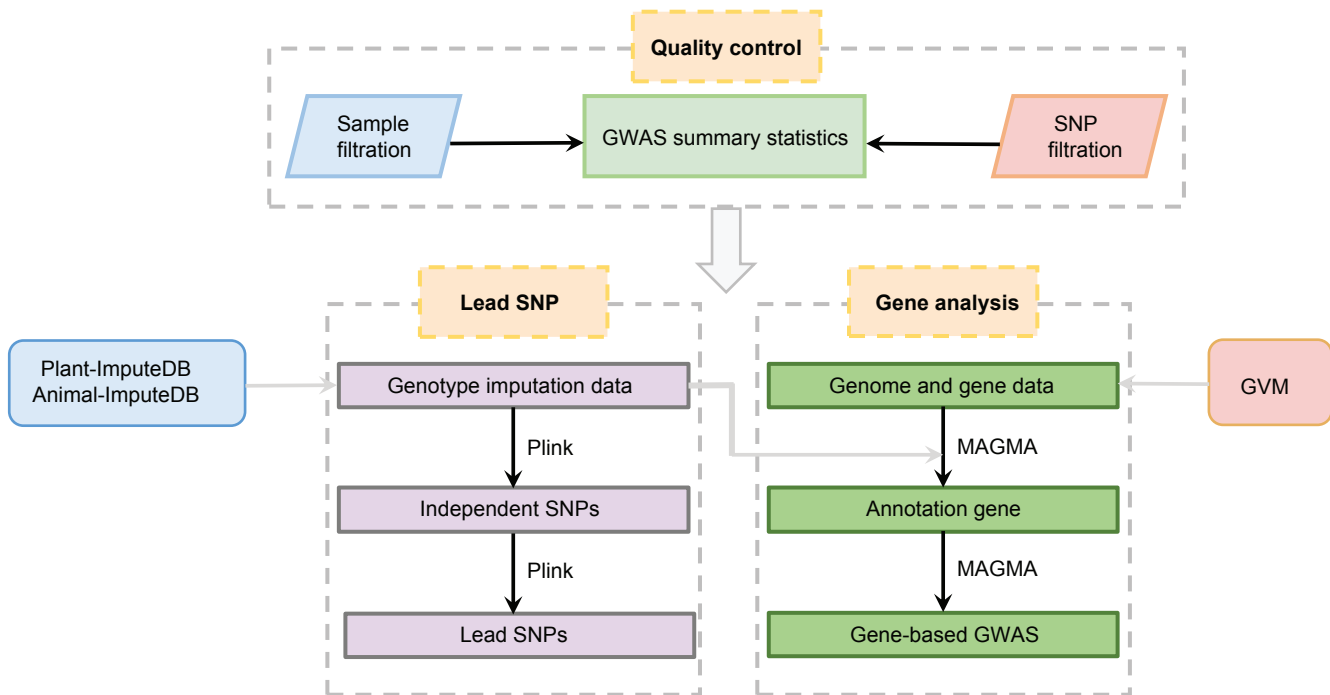 Quality control
Sample
filtration
GWAS summary statistics
SNP
filtration
Lead SNP
Gene analysis
Plant-ImputeDB
Animal-ImputeDB
Genotype imputation data
Genome and gene data
GVM
Plink
MAGMA
Independent SNPs
Annotation gene
Plink
MAGMA
Lead SNPs
Gene-based GWAS